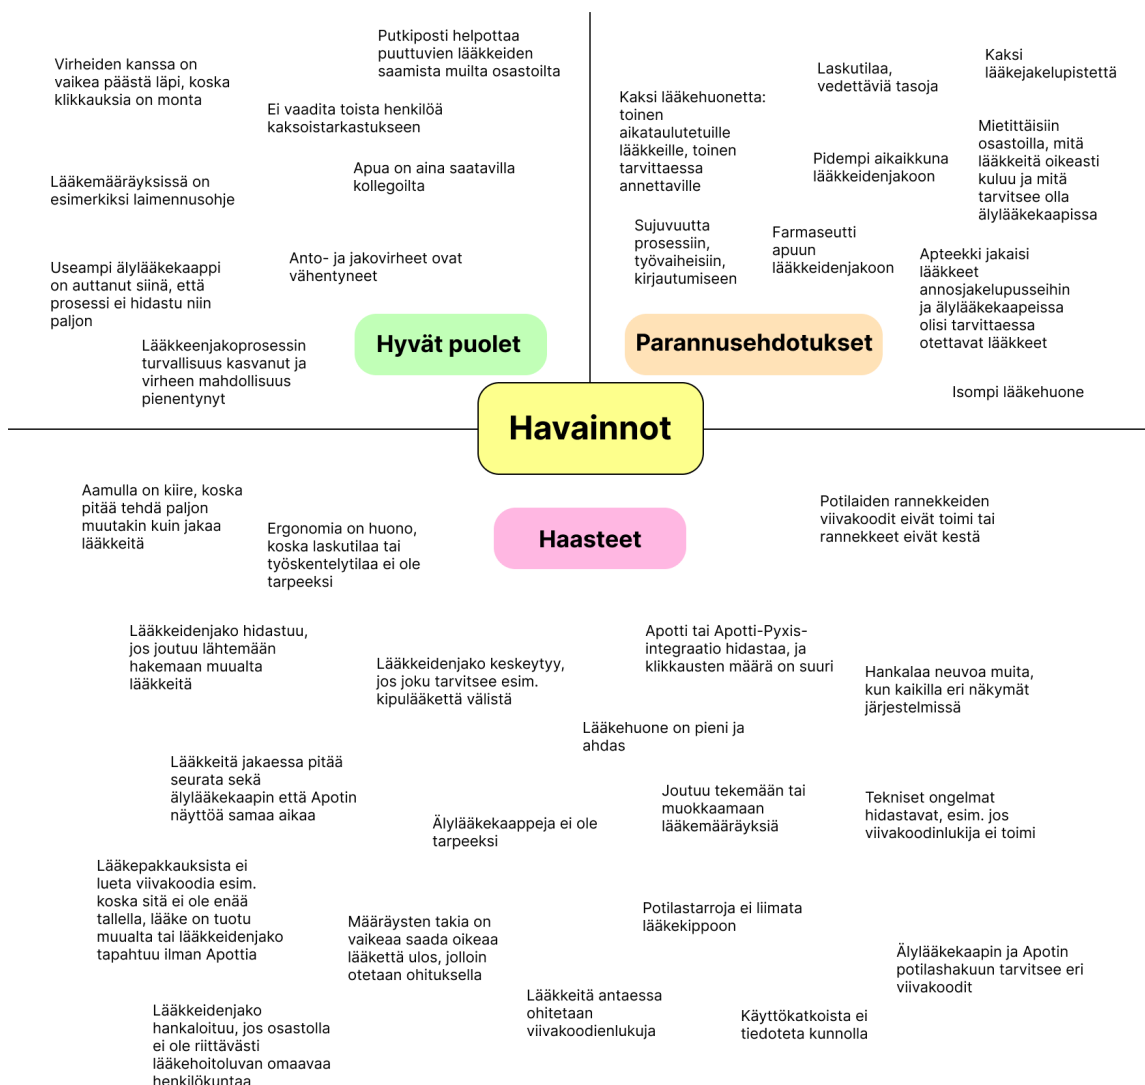 Putkiposti helpottaa
puuttuvien lääkkeiden
saamista muilta osastoilta
Virheiden kanssa on
vaikea päästä läpi, koska
klikkauksia on monta
Ei vaadita toista henkilöä
kaksoistarkastukseen
Apua on aina saatavilla
kollegoilta
Lääkemääräyksissä on
esimerkiksi laimennusohje
Anto- ja jakovirheet ovat
vähentyneet
Useampi älylääkekaappi
on auttanut siinä, että
prosessi ei hidastu niin
paljon
Lääkkeenjakoprosessin
turvallisuus kasvanut ja
virheen mahdollisuus
pienentynyt
Hyvät puolet
Kaksi
lääkejakelupistettä
Laskutilaa,
vedettäviä tasoja
Kaksi lääkehuonetta:
toinen
aikataulutetuille
lääkkeille, toinen
tarvittaessa
annettaville
Mietittäisiin
osastoilla, mitä
lääkkeitä oikeasti
kuluu ja mitä
tarvitsee olla
älylääkekaapissa
Pidempi aikaikkuna
lääkkeidenjakoon
Sujuvuutta
prosessiin,
työvaiheisiin,
kirjautumiseen
Farmaseutti
apuun
lääkkeidenjakoon
Apteekki jakaisi
lääkkeet
annosjakelupusseihin
ja älylääkekaapeissa
olisi tarvittaessa
otettavat lääkkeet
Parannusehdotukset
Isompi lääkehuone
Havainnot
Haasteet
Aamulla on kiire, koska
pitää tehdä paljon
muutakin kuin jakaa
lääkkeitä
Ergonomia on huono,
koska laskutilaa tai
työskentelytilaa ei ole
tarpeeksi
Potilaiden rannekkeiden
viivakoodit eivät toimi tai
rannekkeet eivät kestä
Lääkkeidenjako hidastuu,
jos joutuu lähtemään
hakemaan muualta
lääkkeitä
Lääkkeidenjako keskeytyy,
jos joku tarvitsee esim.
kipulääkettä välistä
Apotti tai Apotti-Pyxis-
integraatio hidastaa, ja
klikkausten määrä on suuri
Hankalaa neuvoa muita,
kun kaikilla eri näkymät
järjestelmissä
Lääkehuone on pieni ja
ahdas
Lääkkeitä jakaessa pitää
seurata sekä
älylääkekaapin että Apotin
näyttöä samaa aikaa
Älylääkekaappeja ei ole
tarpeeksi
Joutuu tekemään tai
muokkaamaan
lääkemääräyksiä
Tekniset ongelmat
hidastavat, esim. jos
viivakoodinlukija ei toimi
Lääkepakkauksista ei
lueta viivakoodia esim.
koska sitä ei ole enää
tallella, lääke on tuotu
muualta tai lääkkeidenjako
tapahtuu ilman Apottia
Määräysten takia on
vaikeaa saada oikeaa
lääkettä ulos, jolloin
otetaan ohituksella
Potilastarroja ei liimata
lääkekippoon
Älylääkekaapin ja Apotin
potilashakuun tarvitsee eri
viivakoodit
Lääkkeitä antaessa
ohitetaan
viivakoodienlukuja
Käyttökatkoista ei
tiedoteta kunnolla
Lääkkeidenjako
hankaloituu, jos osastolla
ei ole riittävästi
lääkehoitoluvan omaavaa
henkilökuntaa